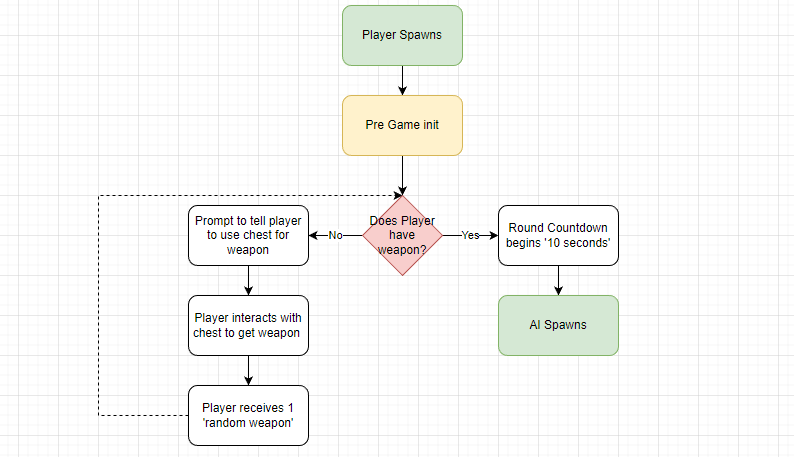 Player Spawns
Pre Game init
Does Player
have
weapon?
No
Yes
Prompt to tell player
to use chest for
weapon
Round Countdown
begins '10 seconds'
Player interacts with
chest to get weapon
AI Spawns
Player receives 1
'random weapon'